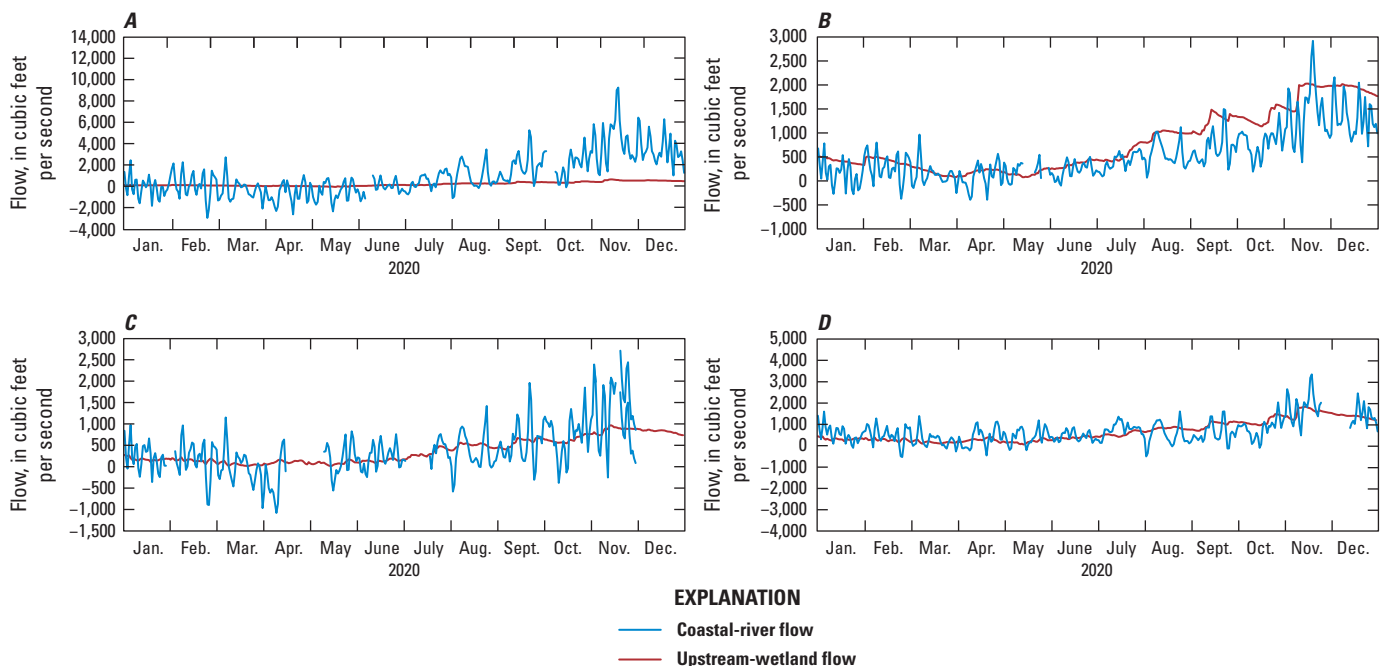 A
Flow, in cubic feet
per second
14,000
12,000
10,000
8,000
6,000
4,000
2,000
0
−2,000
−4,000
Jan. Feb. Mar. Apr. May June July Aug. Sept. Oct. Nov. Dec.
2020
B
Flow, in cubic feet
per second
3,000
2,500
2,000
1,500
1,000
500
0
−500
−1,000
Jan. Feb. Mar. Apr. May June July Aug. Sept. Oct. Nov. Dec.
2020
C
Flow, in cubic feet
per second
3,000
2,500
2,000
1,500
1,000
500
0
−500
−1,000
−1,500
Jan. Feb. Mar. Apr. May June July Aug. Sept. Oct. Nov. Dec.
2020
D
Flow, in cubic feet
per second
5,000
4,000
3,000
2,000
1,000
0
−1,000
−2,000
−3,000
−4,000
Jan. Feb. Mar. Apr. May June July Aug. Sept. Oct. Nov. Dec.
2020
EXPLANATION
Coastal-river flow
Upstream-wetland flow